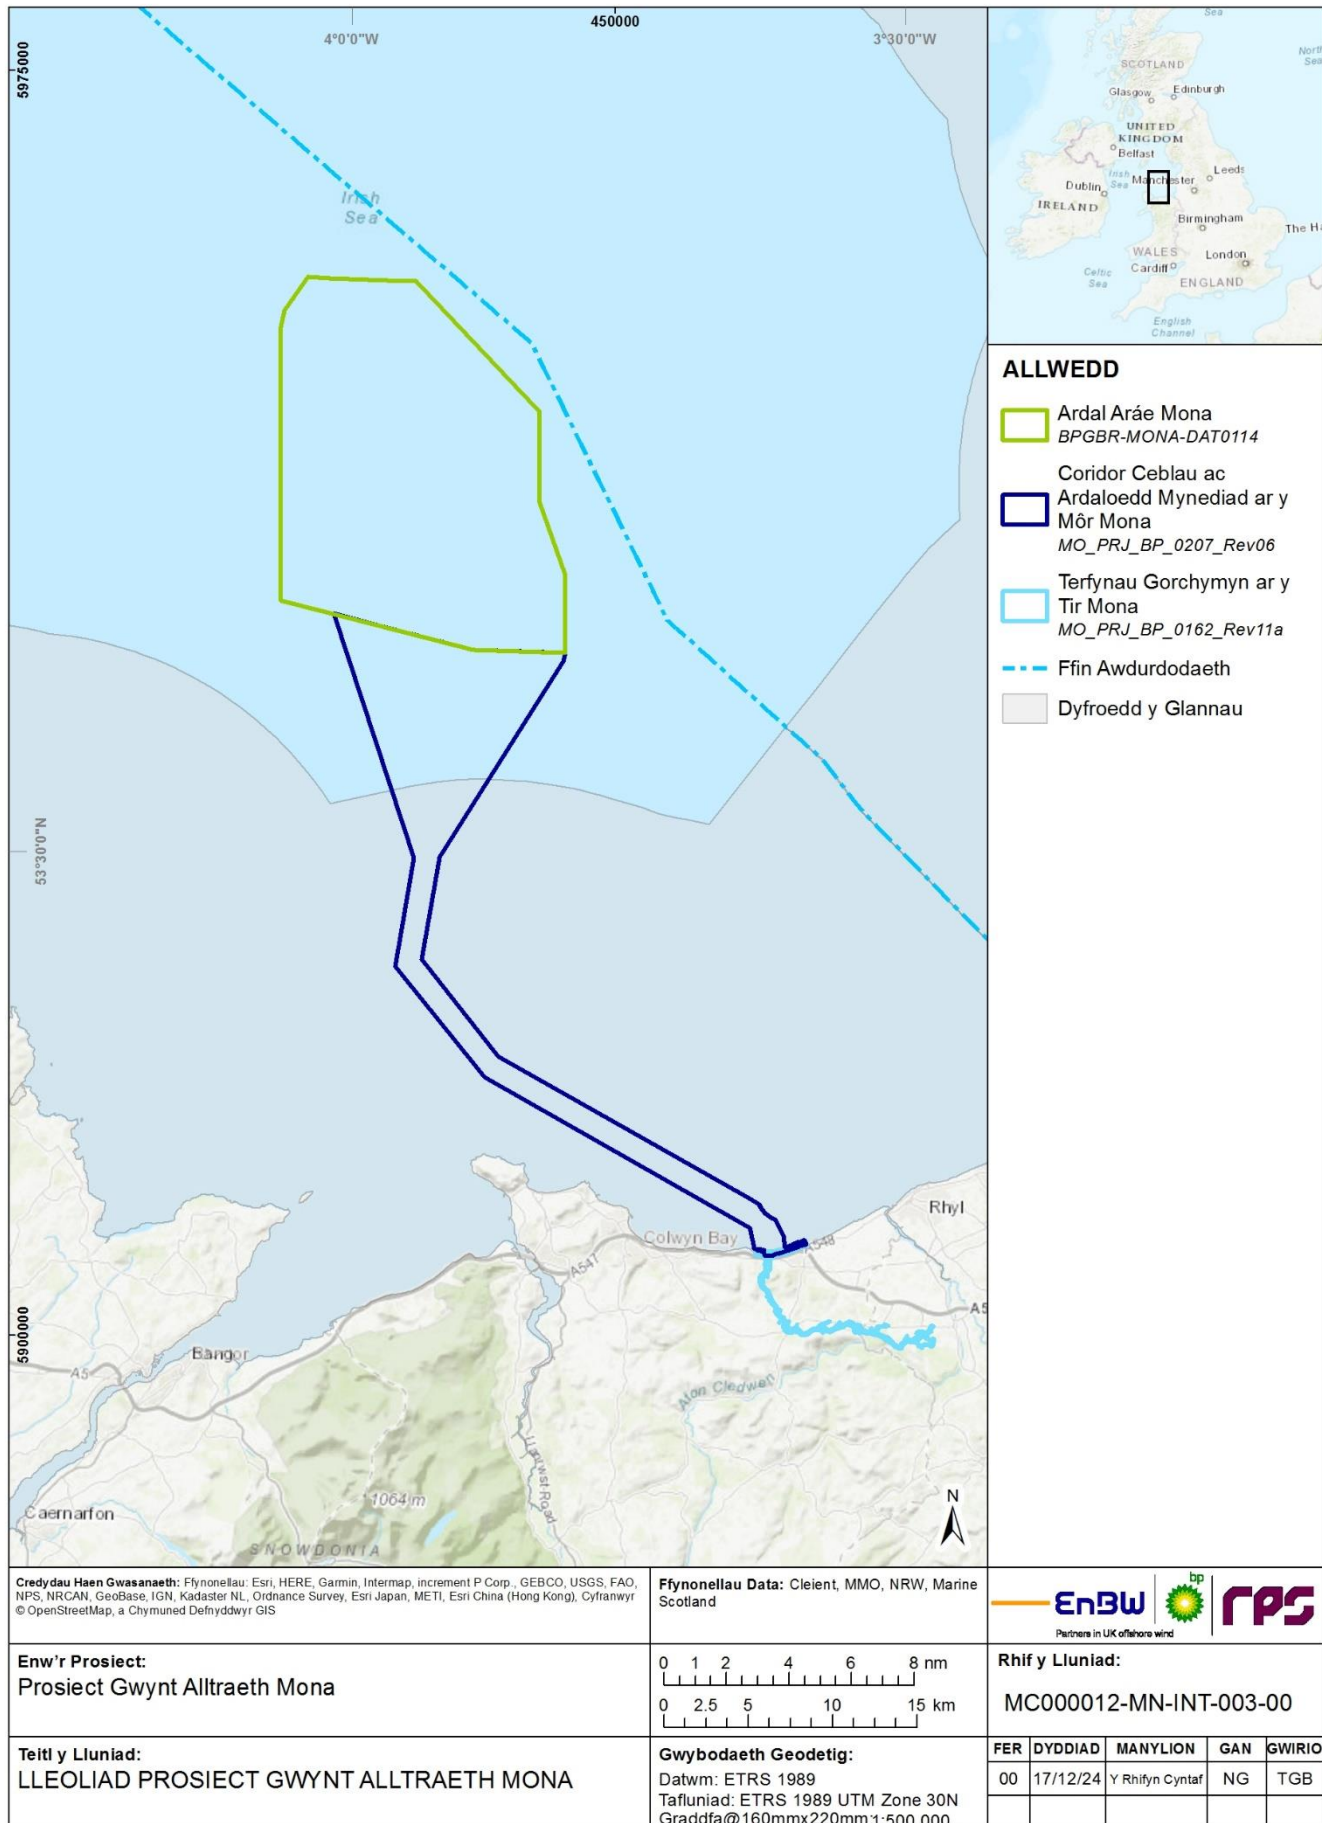 4°0'0"W
450000
3°30'0"W
5975000
Irish
Sea
53°30'0"N
5900000
Rhyl
Colwyn Bay
A548
A547
A5
Bangor
A5
Afon Cledwen
Llanrwst Road
1064 m
Caernarfon
SNOWDONIA
N
Sea
North
Sea
SCOTLAND
Glasgow
Edinburgh
UNITED
KINGDOM
Belfast
Irish
Sea
Manchester
Leeds
Dublin
IRELAND
Birmingham
The Ha
WALES
London
Cardiff
Celtic
Sea
ENGLAND
English
Channel
ALLWEDD
Ardal Aráe Mona
BPGBR-MONA-DAT0114
Coridor Ceblau ac
Ardaloedd Mynediad ar y
Môr Mona
MO_PRJ_BP_0207_Rev06
Terfynau Gorchymyn ar y
Tir Mona
MO_PRJ_BP_0162_Rev11a
Ffin Awdurdodaeth
Dyfroedd y Glannau
Credydau Haen Gwasanaeth: Ffynonellau: Esri, HERE, Garmin, Intermap, increment P Corp., GEBCO, USGS, FAO,
NPS, NRCAN, GeoBase, IGN, Kadaster NL, Ordnance Survey, Esri Japan, METI, Esri China (Hong Kong), Cyfranwyr
© OpenStreetMap, a Chymuned Defnyddwyr GIS
Ffynonellau Data: Cleient, MMO, NRW, Marine
Scotland
EnBW
bp
rps
Partners in UK offshore wind
Enw'r Prosiect:
Prosiect Gwynt Alltraeth Mona
0 1 2 4 6 8 nm
0 2.5 5 10 15 km
Rhif y Lluniad:
MC000012-MN-INT-003-00
Teitl y Lluniad:
LLEOLIAD PROSIECT GWYNT ALLTRAETH MONA
Gwybodaeth Geodetig:
Datwm: ETRS 1989
Tafluniad: ETRS 1989 UTM Zone 30N
Graddfa@160mmx220mm:1:500,000
FER DYDDIAD MANYLION GAN GWIRIO
00 17/12/24 Y Rhifyn Cyntaf NG TGB